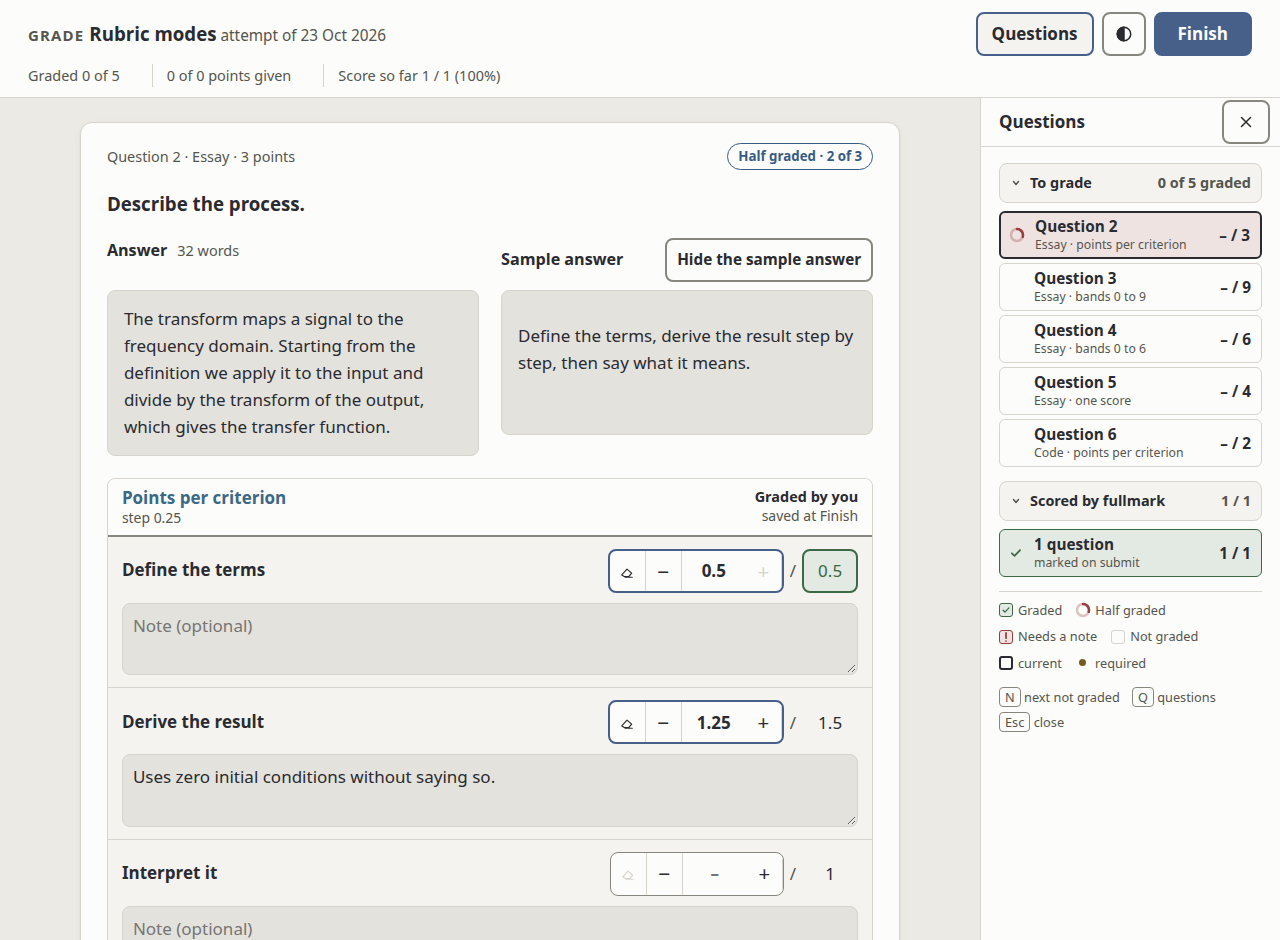 GRADE Rubric modes attempt of 23 Oct 2026
Questions
Finish
Graded 0 of 5
0 of 0 points given
Score so far 1 / 1 (100%)
Question 2 · Essay · 3 points
Half graded · 2 of 3
Describe the process.
Answer 32 words
Sample answer
Hide the sample answer
The transform maps a signal to the
frequency domain. Starting from the
definition we apply it to the input and
divide by the transform of the output,
which gives the transfer function.
Define the terms, derive the result step by
step, then say what it means.
Points per criterion
step 0.25
Graded by you
saved at Finish
Define the terms
− 0.5 + / 0.5
Note (optional)
Derive the result
− 1.25 + / 1.5
Uses zero initial conditions without saying so.
Interpret it
− – + / 1
Note (optional)
Questions
To grade 0 of 5 graded
Question 2
Essay · points per criterion
– / 3
Question 3
Essay · bands 0 to 9
– / 9
Question 4
Essay · bands 0 to 6
– / 6
Question 5
Essay · one score
– / 4
Question 6
Code · points per criterion
– / 2
Scored by fullmark 1 / 1
1 question
marked on submit
1 / 1
Graded Half graded
! Needs a note Not graded
current required
N next not graded Q questions
Esc close